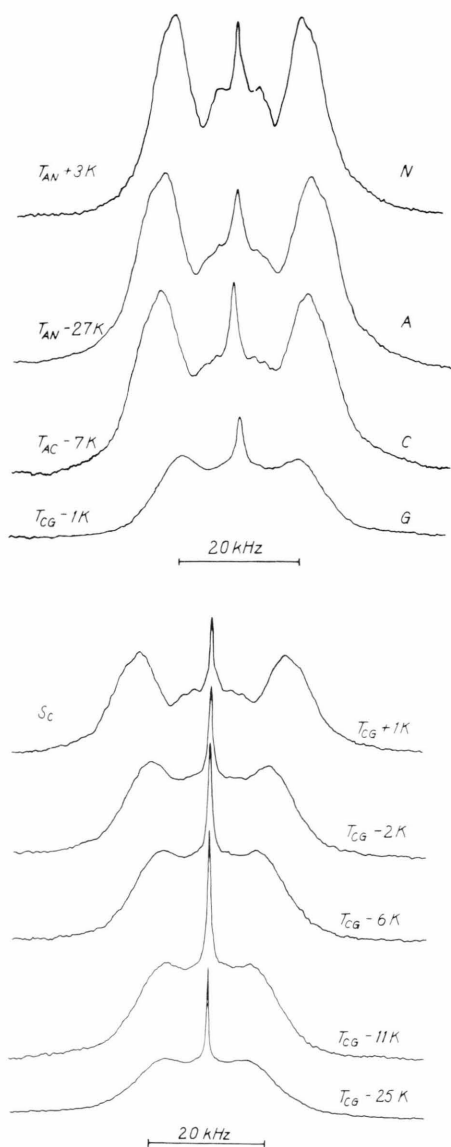 T_AN + 3K
N
T_AN - 27K
A
T_AC - 7K
C
T_CG - 1K
G
20 kHz
S_C
T_CG + 1K
T_CG - 2K
T_CG - 6K
T_CG - 11K
T_CG - 25K
20 kHz